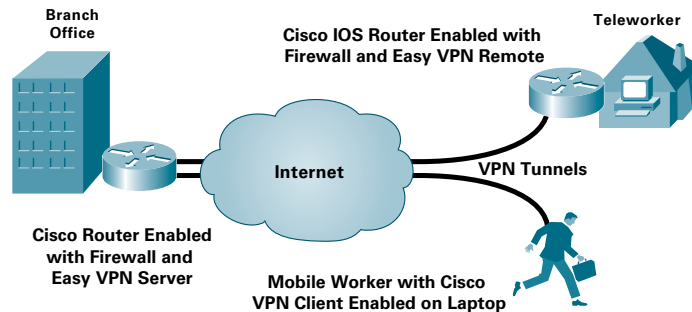 Branch
Office
Cisco IOS Router Enabled with
Firewall and Easy VPN Remote
Teleworker
Internet
VPN Tunnels
Cisco Router Enabled
with Firewall and
Easy VPN Server
Mobile Worker with Cisco
VPN Client Enabled on Laptop